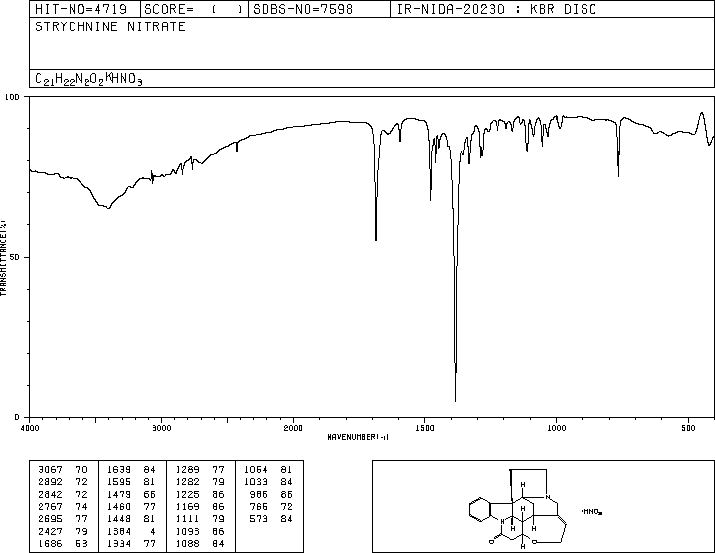 HIT-NO=4719 SCORE= ( ) SDBS-NO=7598 IR-NIDA-20230 : KBR DISC
STRYCHNINE NITRATE
C21H22N2O2KHNO3
100
50
0
TRANSMITTANCE(%)
4000 3000 2000 1500 1000 500
WAVENUMBER(-1)
3067 70 1639 84 1289 77 1054 81
2892 72 1595 81 1282 79 1033 84
2842 72 1479 66 1225 86 986 86
2767 74 1460 77 1169 86 766 72
2695 77 1448 81 1111 79 573 84
2427 79 1384 4 1093 86
1686 53 1334 77 1088 84
N
H
H
H
N
H
O
H
O
·HNO3